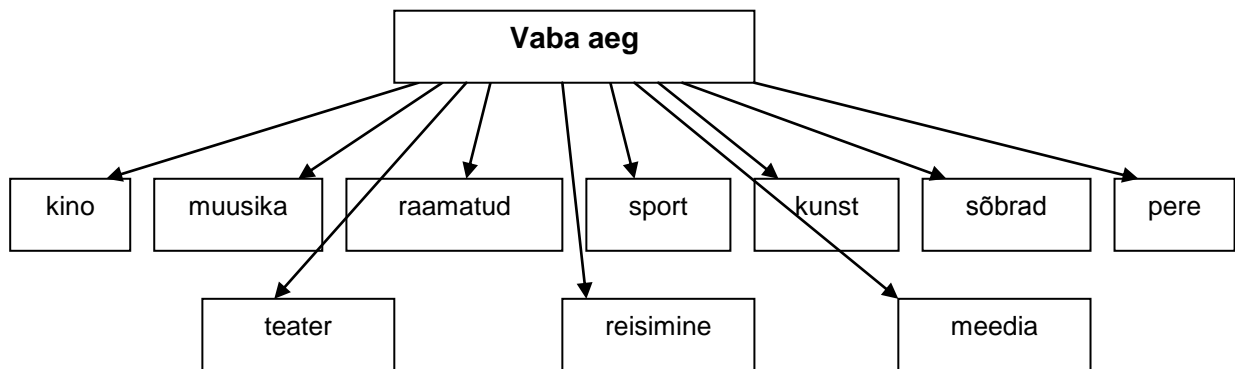 Vaba aeg
kino muusika raamatud sport kunst sõbrad pere
teater reisimine meedia